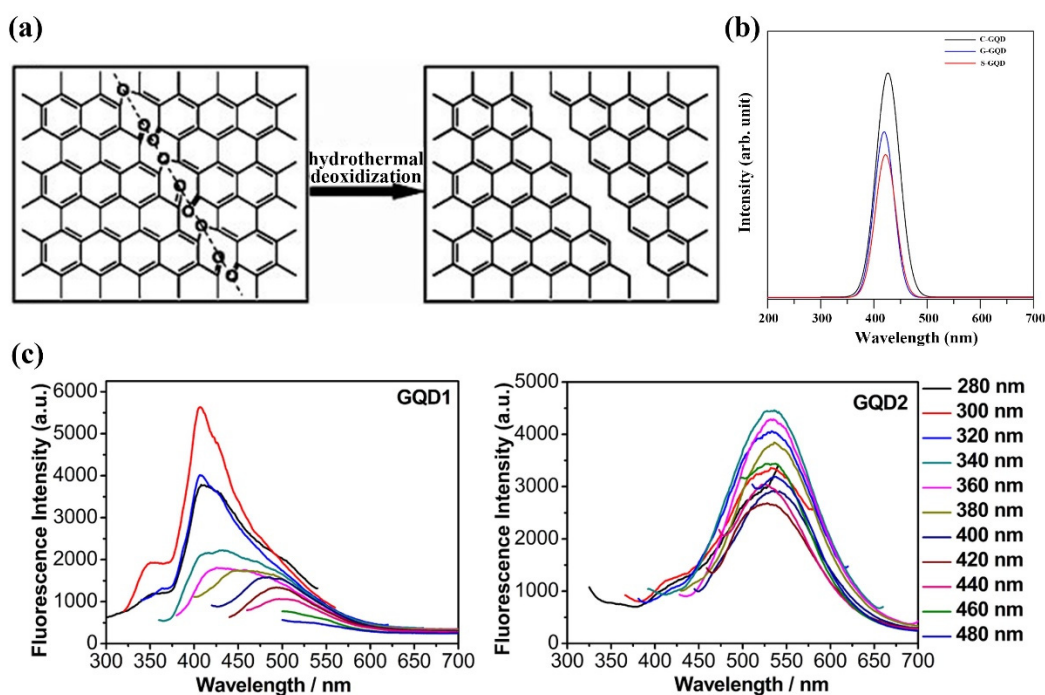 (a)
hydrothermal
deoxidization
(b)
C-GQD
G-GQD
S-GQD
Intensity (arb. unit)
200 300 400 500 600 700
Wavelength (nm)
(c)
GQD1
Fluorescence Intensity (a.u.)
6000
5000
4000
3000
2000
1000
0
300 350 400 450 500 550 600 650 700
Wavelength / nm
GQD2
Fluorescence Intensity (a.u.)
5000
4000
3000
2000
1000
0
300 350 400 450 500 550 600 650 700
Wavelength / nm
280 nm
300 nm
320 nm
340 nm
360 nm
380 nm
400 nm
420 nm
440 nm
460 nm
480 nm